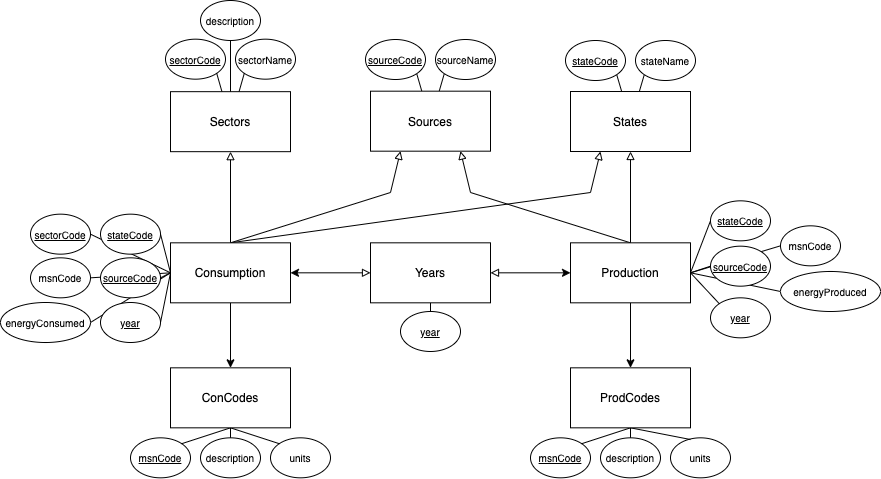 description
sectorCode
sectorName
sourceCode
sourceName
stateCode
stateName
Sectors
Sources
States
sectorCode
stateCode
stateCode
msnCode
msnCode
sourceCode
Consumption
Years
Production
sourceCode
energyProduced
energyConsumed
year
year
year
ConCodes
ProdCodes
msnCode
description
units
msnCode
description
units